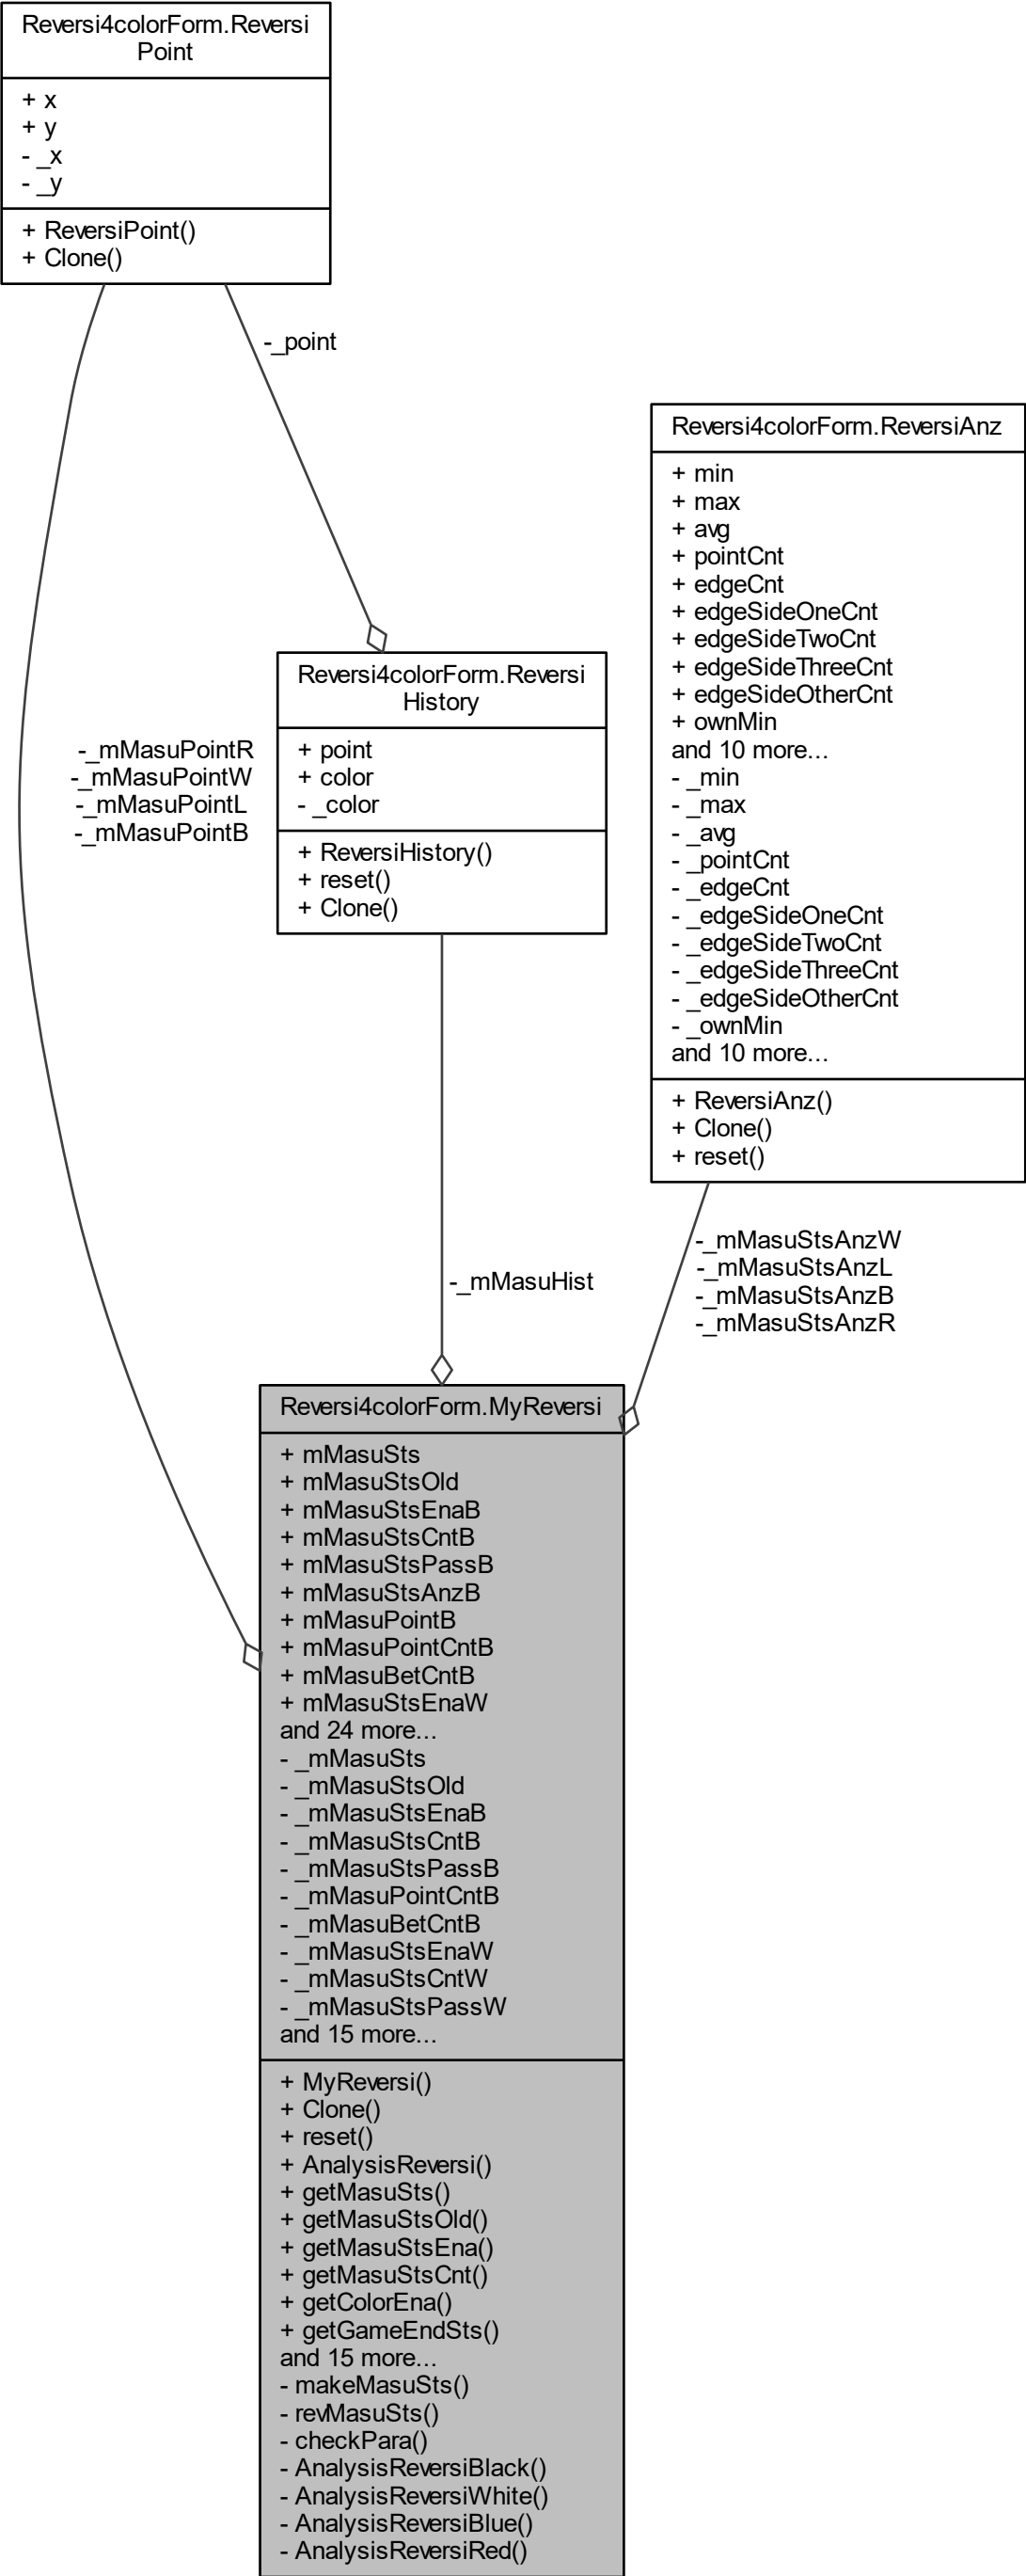 Reversi4colorForm.Reversi
Point
+ x
+ y
- _x
- _y
+ ReversiPoint()
+ Clone()
-_point
Reversi4colorForm.ReversiAnz
+ min
+ max
+ avg
+ pointCnt
+ edgeCnt
+ edgeSideOneCnt
+ edgeSideTwoCnt
+ edgeSideThreeCnt
+ edgeSideOtherCnt
+ ownMin
and 10 more...
- _min
- _max
- _avg
- _pointCnt
- _edgeCnt
- _edgeSideOneCnt
- _edgeSideTwoCnt
- _edgeSideThreeCnt
- _edgeSideOtherCnt
- _ownMin
and 10 more...
+ ReversiAnz()
+ Clone()
+ reset()
Reversi4colorForm.Reversi
History
+ point
+ color
- _color
+ ReversiHistory()
+ reset()
+ Clone()
-_mMasuPointR
-_mMasuPointW
-_mMasuPointL
-_mMasuPointB
-_mMasuHist
-_mMasuStsAnzW
-_mMasuStsAnzL
-_mMasuStsAnzB
-_mMasuStsAnzR
Reversi4colorForm.MyReversi
+ mMasuSts
+ mMasuStsOld
+ mMasuStsEnaB
+ mMasuStsCntB
+ mMasuStsPassB
+ mMasuStsAnzB
+ mMasuPointB
+ mMasuPointCntB
+ mMasuBetCntB
+ mMasuStsEnaW
and 24 more...
- _mMasuSts
- _mMasuStsOld
- _mMasuStsEnaB
- _mMasuStsCntB
- _mMasuStsPassB
- _mMasuPointCntB
- _mMasuBetCntB
- _mMasuStsEnaW
- _mMasuStsCntW
- _mMasuStsPassW
and 15 more...
+ MyReversi()
+ Clone()
+ reset()
+ AnalysisReversi()
+ getMasuSts()
+ getMasuStsOld()
+ getMasuStsEna()
+ getMasuStsCnt()
+ getColorEna()
+ getGameEndSts()
and 15 more...
- makeMasuSts()
- revMasuSts()
- checkPara()
- AnalysisReversiBlack()
- AnalysisReversiWhite()
- AnalysisReversiBlue()
- AnalysisReversiRed()